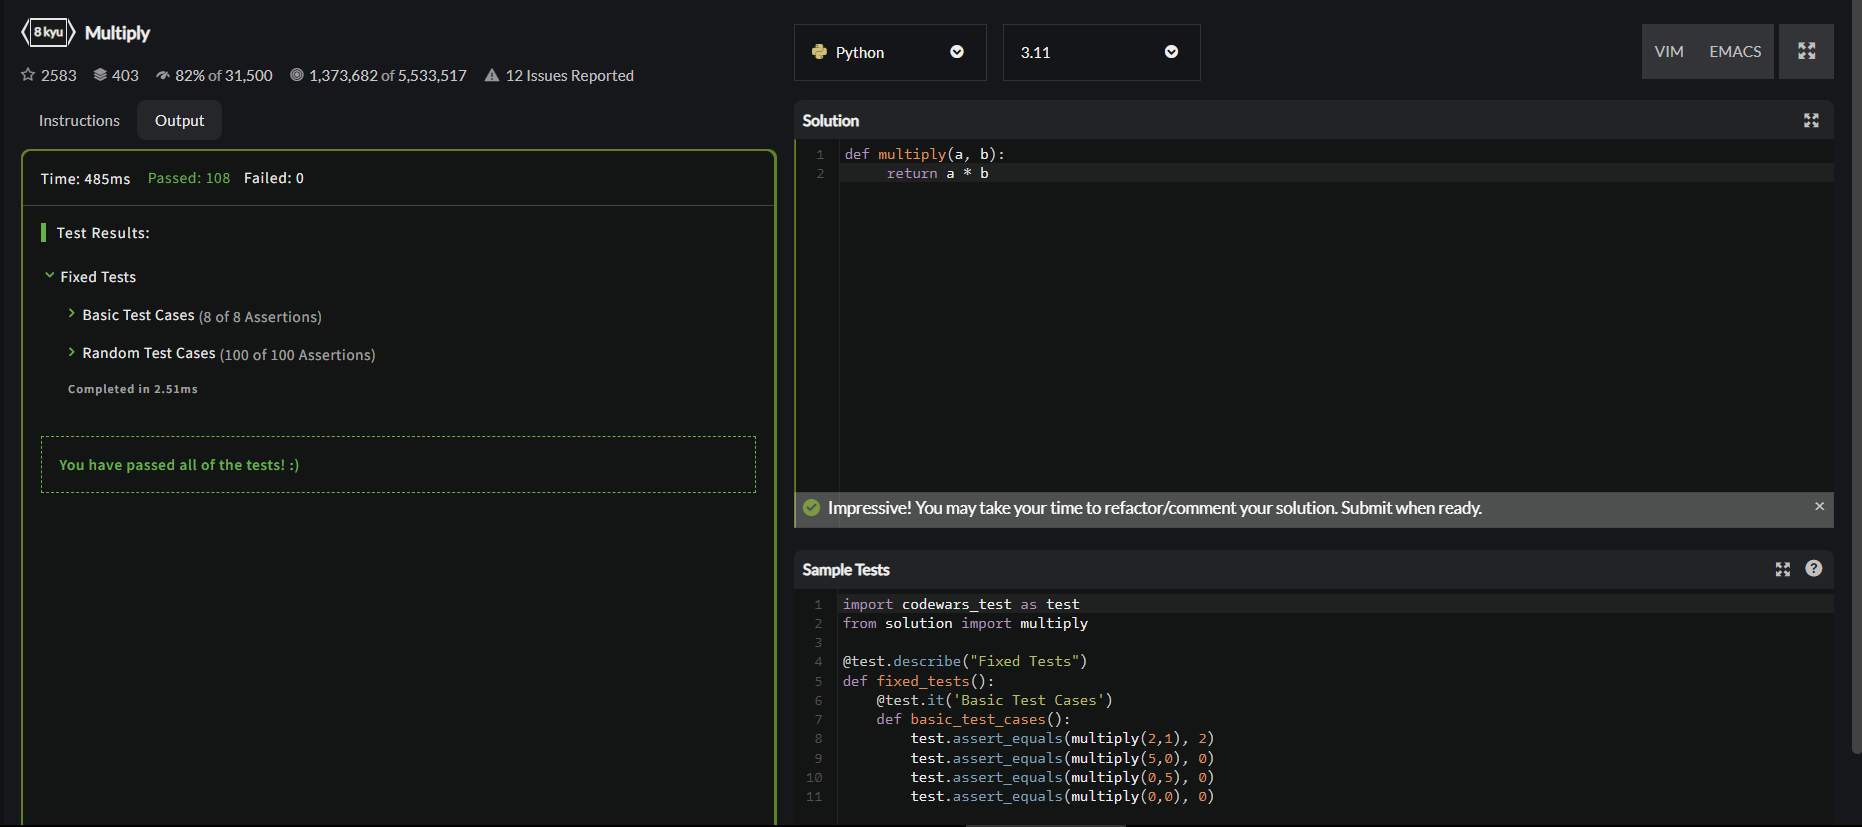 8 kyu Multiply
2583 403 82% of 31,500 1,373,682 of 5,533,517 12 Issues Reported
Instructions Output
Time: 485ms Passed: 108 Failed: 0
Test Results:
Fixed Tests
Basic Test Cases (8 of 8 Assertions)
Random Test Cases (100 of 100 Assertions)
Completed in 2.51ms
You have passed all of the tests! :)
Python 3.11 VIM EMACS
Solution
1 def multiply(a, b):
2 return a * b
Impressive! You may take your time to refactor/comment your solution. Submit when ready. ×
Sample Tests ?
1 import codewars_test as test
2 from solution import multiply
3
4 @test.describe("Fixed Tests")
5 def fixed_tests():
6 @test.it('Basic Test Cases')
7 def basic_test_cases():
8 test.assert_equals(multiply(2,1), 2)
9 test.assert_equals(multiply(5,0), 0)
10 test.assert_equals(multiply(0,5), 0)
11 test.assert_equals(multiply(0,0), 0)